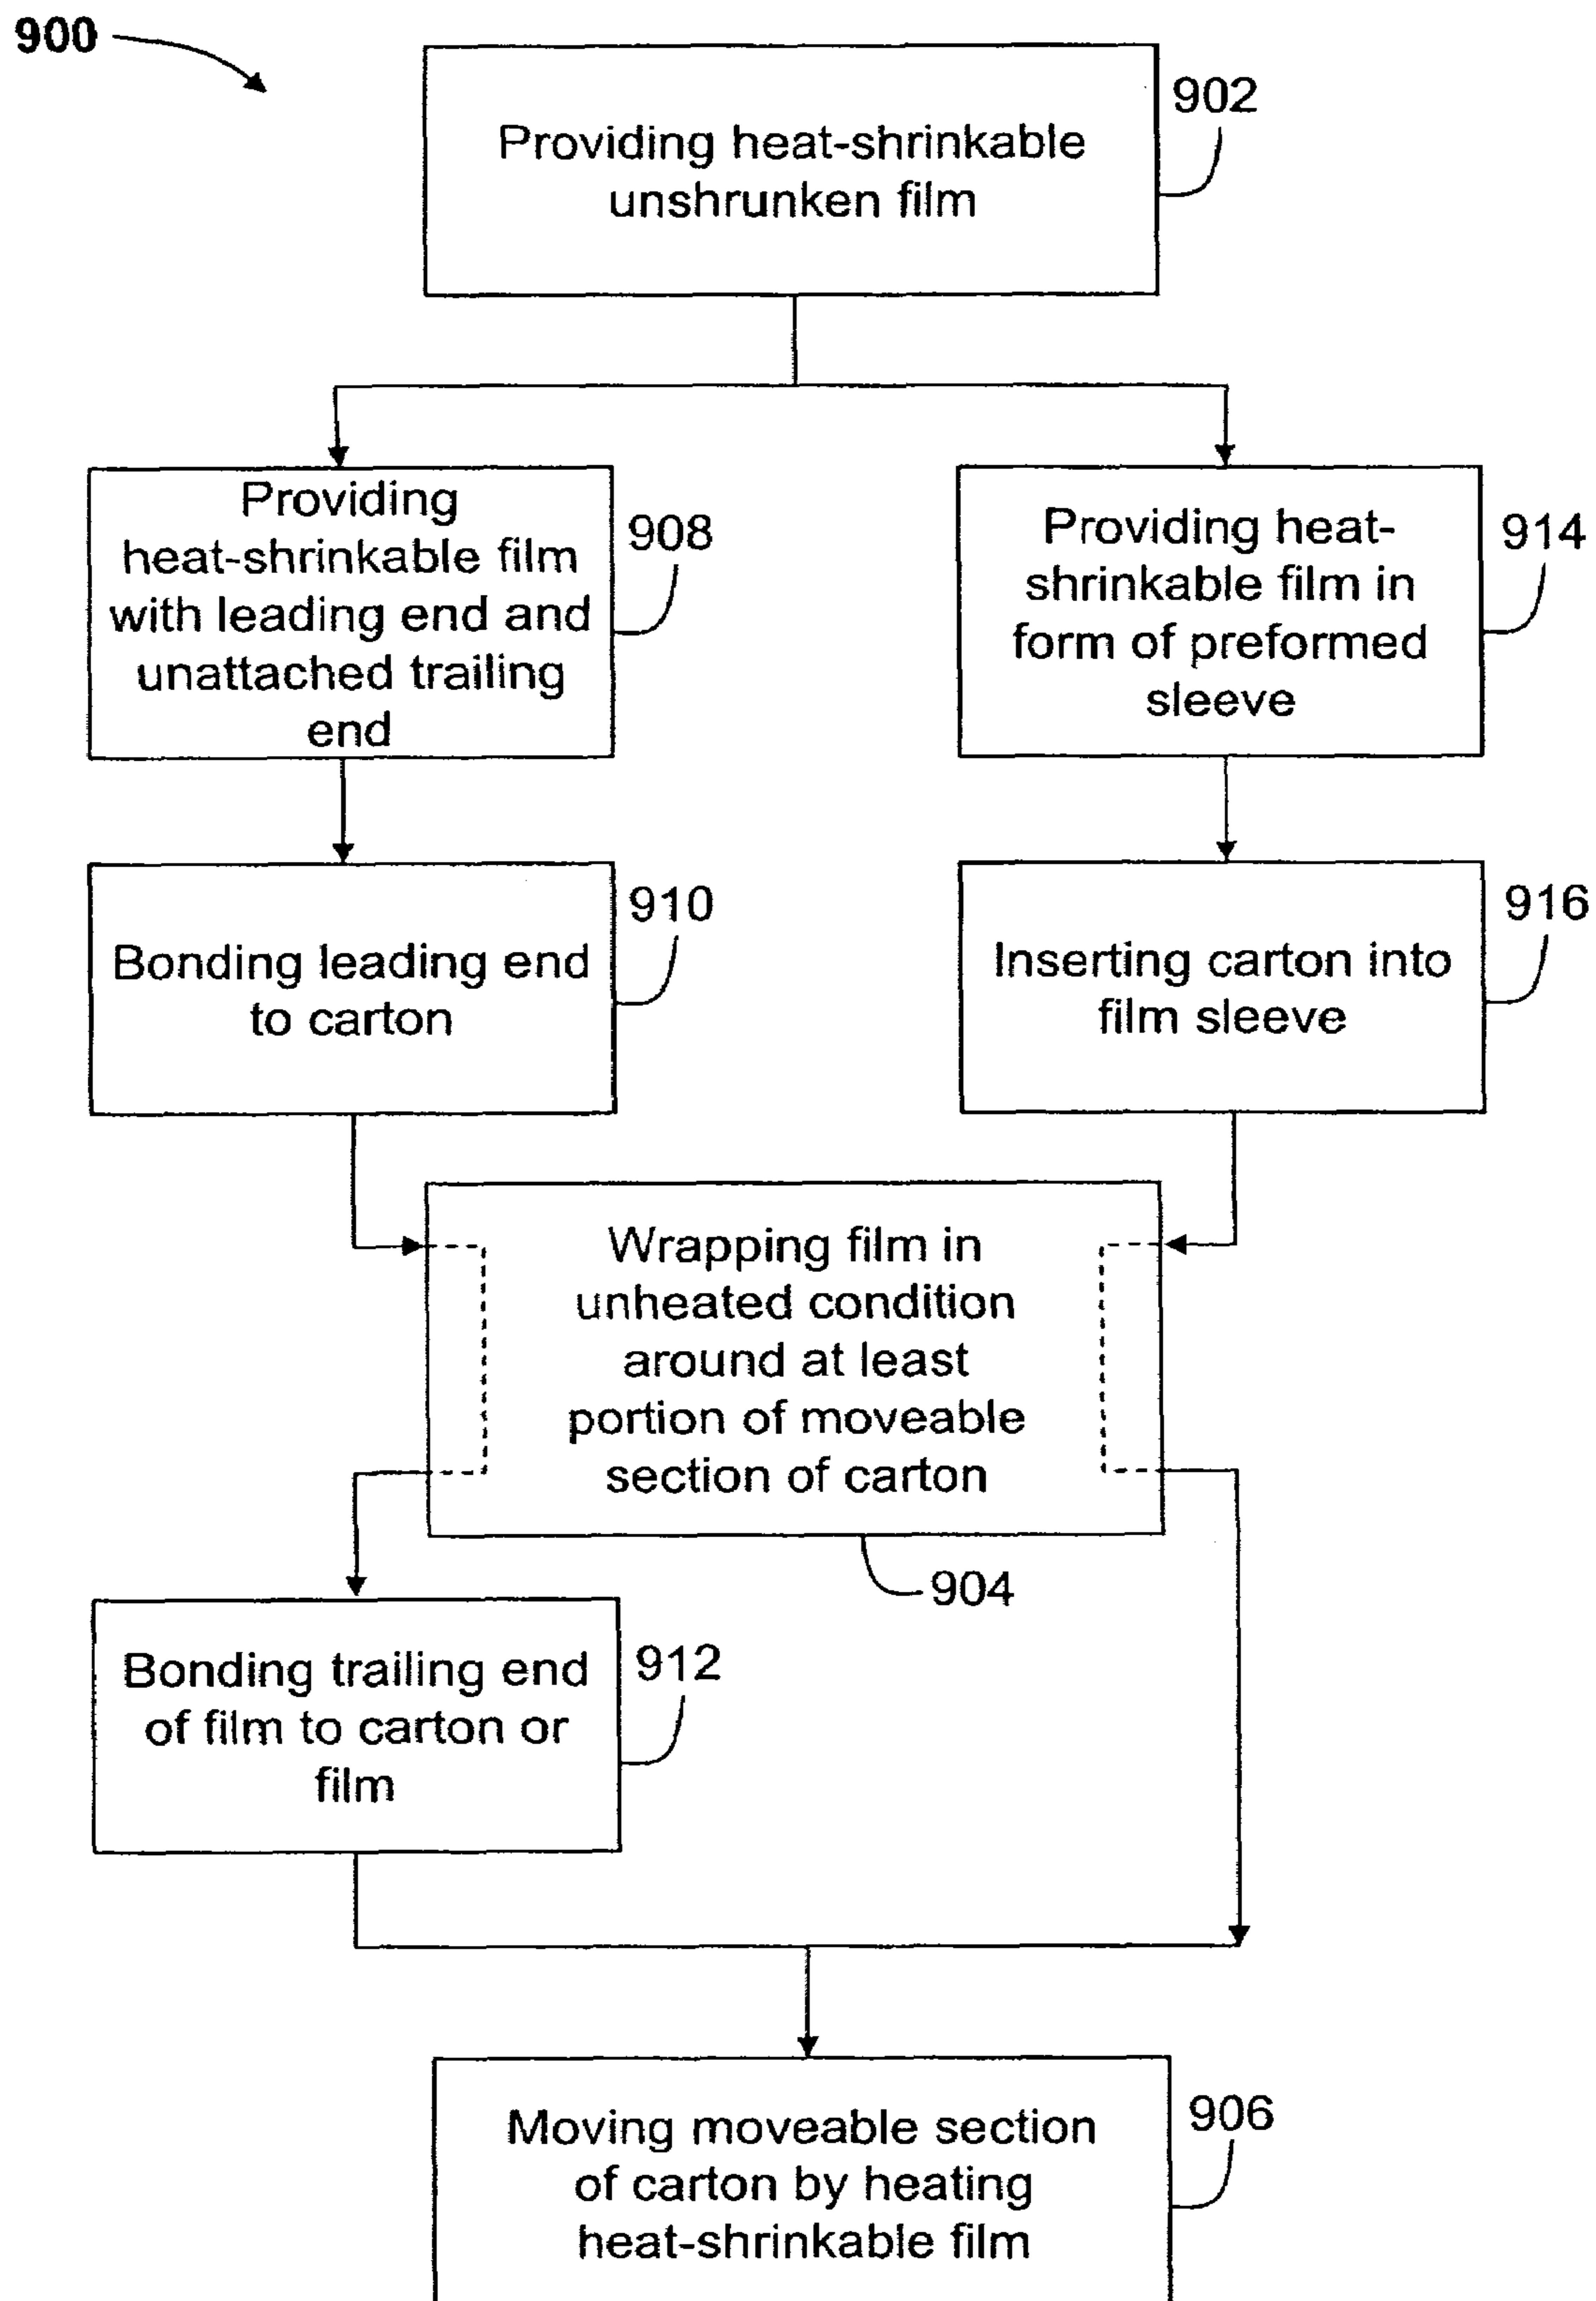 900
Providing heat-shrinkable
unshrunken film
902
Providing
heat-shrinkable film
with leading end and
unattached trailing
end
908
Providing heat-
shrinkable film in
form of preformed
sleeve
914
Bonding leading end
to carton
910
Inserting carton into
film sleeve
916
Wrapping film in
unheated condition
around at least
portion of moveable
section of carton
904
Bonding trailing end
of film to carton or
film
912
Moving moveable section
of carton by heating
heat-shrinkable film
906